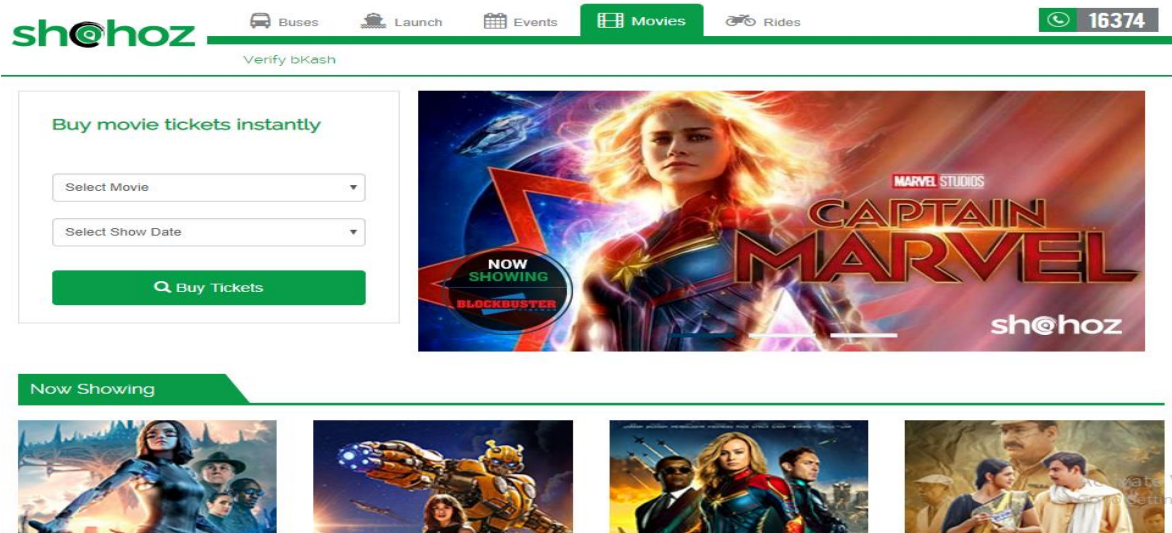 shohoz
Buses Launch Events Movies Rides 16374
Verify bKash
Buy movie tickets instantly
Select Movie
Select Show Date
Buy Tickets
MARVEL STUDIOS
CAPTAIN
MARVEL
NOW
SHOWING
BLOCKBUSTER
shohoz
Now Showing